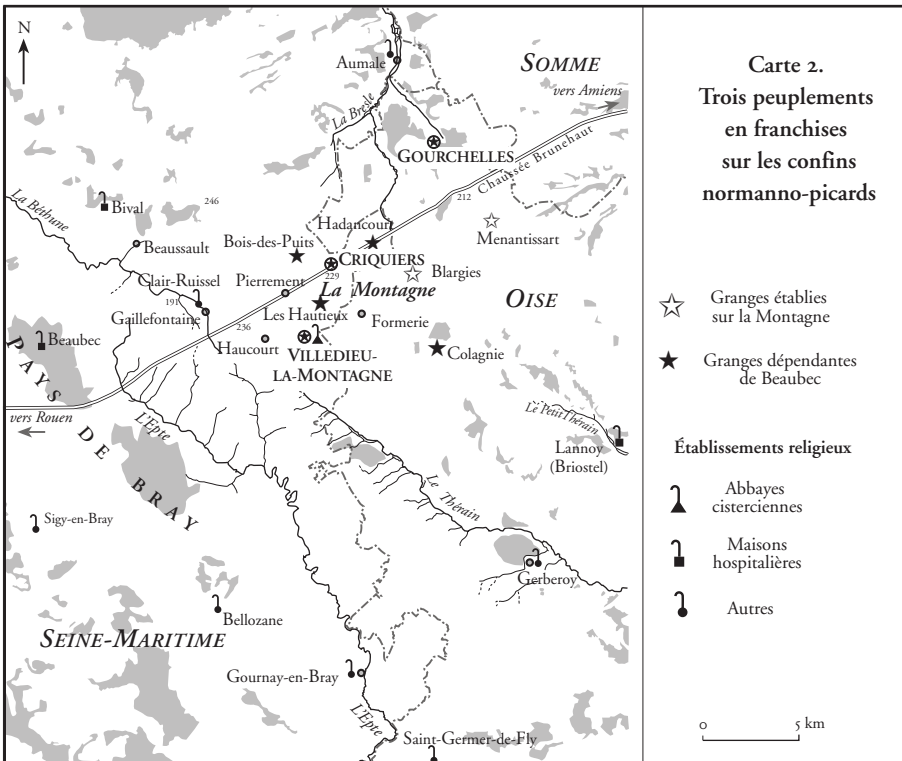 N
Aumale
SOMME
vers Amiens
La Bresle
GOURCHELLES
Chaussée Brunehaut
La Béthune
Bival
246
212
Hadancourt
Menantissart
Beaussault
Bois-des-Puits
CRIQUIERS
229
Blargies
Clair-Ruissel
Pierrement
La Montagne
OISE
191
Gaillefontaine
Les Hautieux
Formerie
236
Beaubec
Haucourt
VILLEDIEU-
LA-MONTAGNE
Colagnie
PAYS DE BRAY
vers Rouen
L'Epte
Le Petit Thérain
Lannoy
(Briostel)
Le Thérain
Sigy-en-Bray
Gerberoy
Bellozane
SEINE-MARITIME
Gournay-en-Bray
L'Epte
Saint-Germer-de-Fly
Carte 2.
Trois peuplements
en franchises
sur les confins
normanno-picards
Granges établies
sur la Montagne
Granges dépendantes
de Beaubec
Établissements religieux
Abbayes
cisterciennes
Maisons
hospitalières
Autres
0 5 km